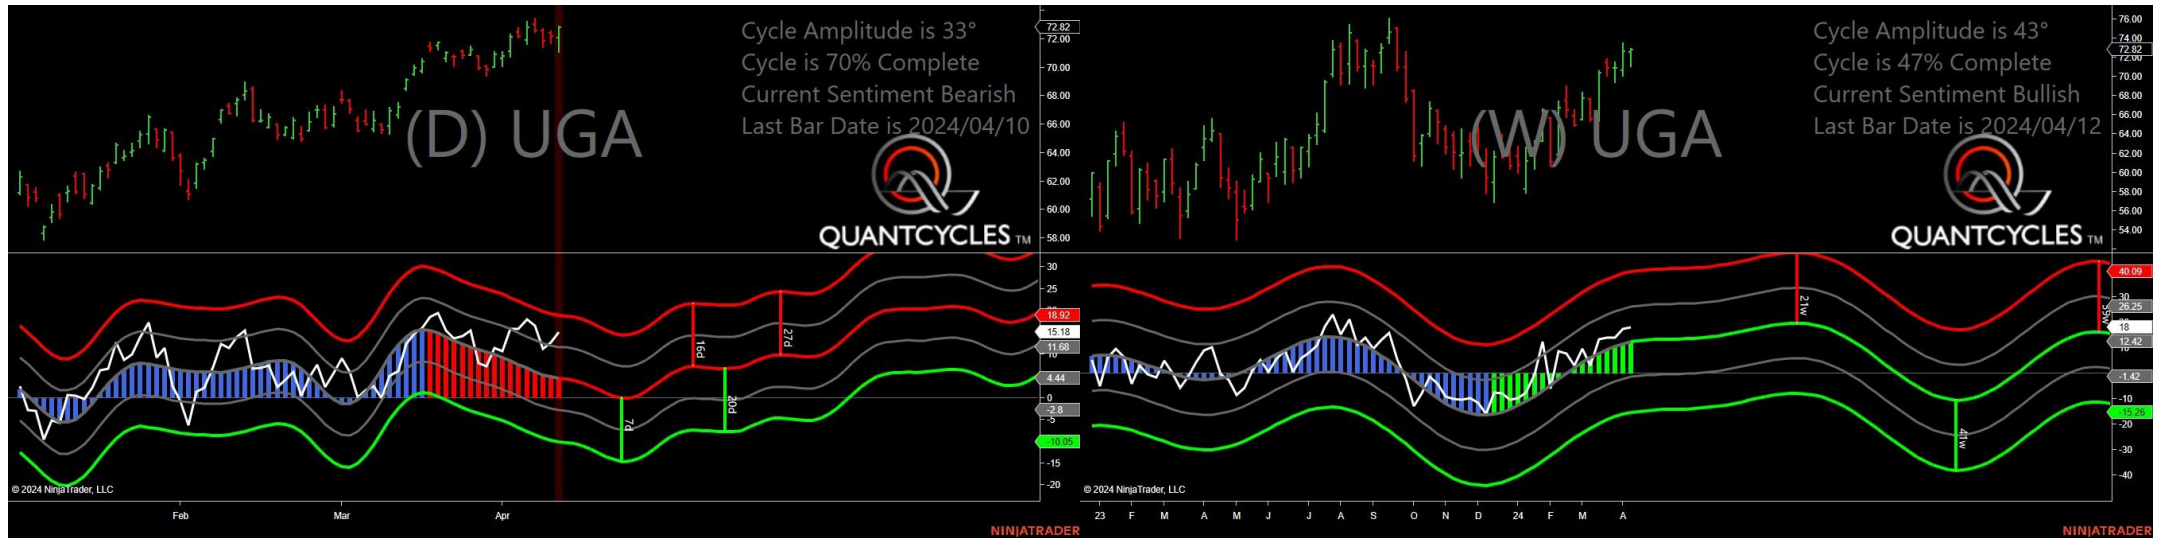 Cycle Amplitude is 33°
Cycle is 70% Complete
Current Sentiment Bearish
Last Bar Date is 2024/04/10
(D) UGA
QUANTCYCLES TM
72.82
72.00
70.00
68.00
66.00
64.00
62.00
60.00
58.00
30
25
18.92
15.18
11.68
10
4.44
0
-2.8
-5
-10.05
-15
-20
7d
16d
20d
27d
© 2024 NinjaTrader, LLC
Feb Mar Apr
NINJATRADER
Cycle Amplitude is 43°
Cycle is 47% Complete
Current Sentiment Bullish
Last Bar Date is 2024/04/12
(W) UGA
QUANTCYCLES TM
76.00
74.00
72.82
72.00
70.00
68.00
66.00
64.00
62.00
60.00
58.00
56.00
54.00
40.09
30
26.25
18
12.42
10
-1.42
-10
-15.26
-20
-30
-40
21w
41w
© 2024 NinjaTrader, LLC
23 F M A M J J A S O N D 24 F M A
NINJATRADER